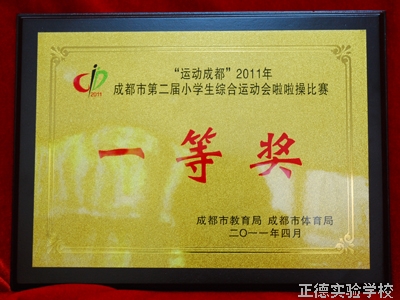 “运动成都”2011年
成都市第二届小学生综合运动会啦啦操比赛
2011
一等奖
成都市教育局 成都市体育局
二〇一一年四月
正德实验学校